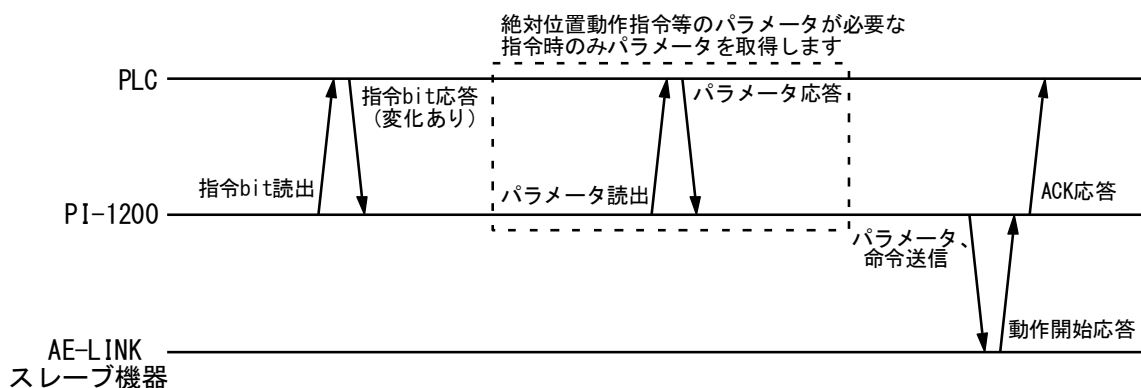 絶対位置動作指令等のパラメータが必要な
指令時のみパラメータを取得します
PLC
指令bit応答
(変化あり)
パラメータ応答
指令bit読出
パラメータ読出
ACK応答
PI-1200
パラメータ、
命令送信
動作開始応答
AE-LINK
スレーブ機器